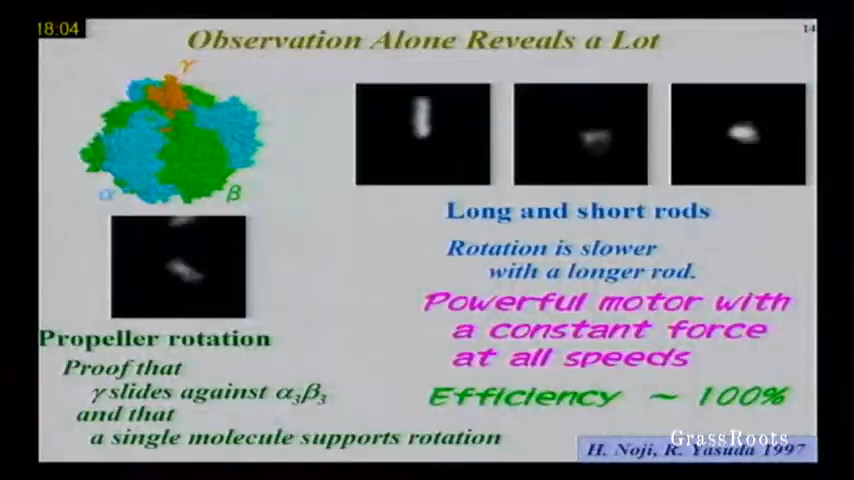 18:04
14
Observation Alone Reveals a Lot
γ
α
β
Long and short rods
Rotation is slower
with a longer rod.
Powerful motor with
a constant force
at all speeds
Efficiency ~ 100%
Propeller rotation
Proof that
γ slides against α₃β₃
and that
a single molecule supports rotation
H. Noji, R. Yasuda 1997
GrassRoots